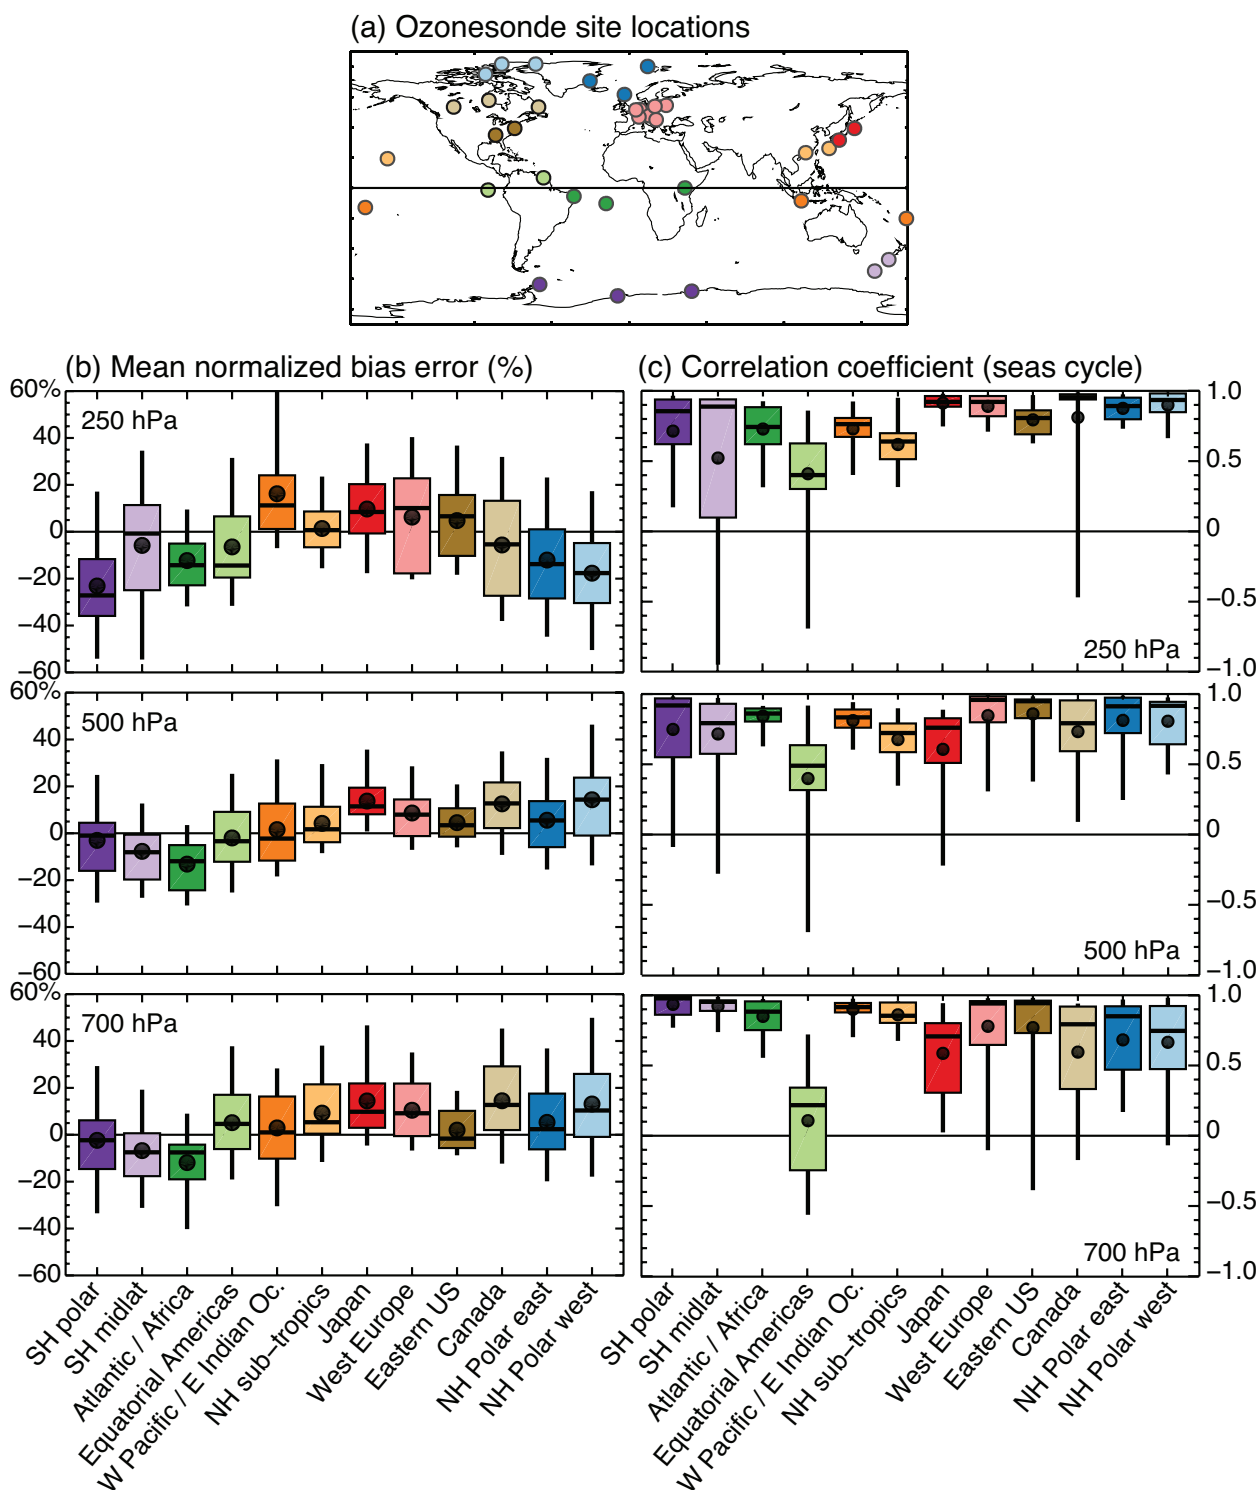 (a) Ozonesonde site locations
(b) Mean normalized bias error (%)
(c) Correlation coefficient (seas cycle)
60%
40
20
0
−20
−40
−60
250 hPa
1.0
0.5
0
−0.5
−1.0
250 hPa
60%
40
20
0
−20
−40
−60
500 hPa
1.0
0.5
0
−0.5
−1.0
500 hPa
60%
40
20
0
−20
−40
−60
700 hPa
1.0
0.5
0
−0.5
−1.0
700 hPa
SH polar
SH midlat
Atlantic / Africa
Equatorial Americas
W Pacific / E Indian Oc.
NH sub−tropics
Japan
West Europe
Eastern US
Canada
NH Polar east
NH Polar west
SH polar
SH midlat
Atlantic / Africa
Equatorial Americas
W Pacific / E Indian Oc.
NH sub−tropics
Japan
West Europe
Eastern US
Canada
NH Polar east
NH Polar west